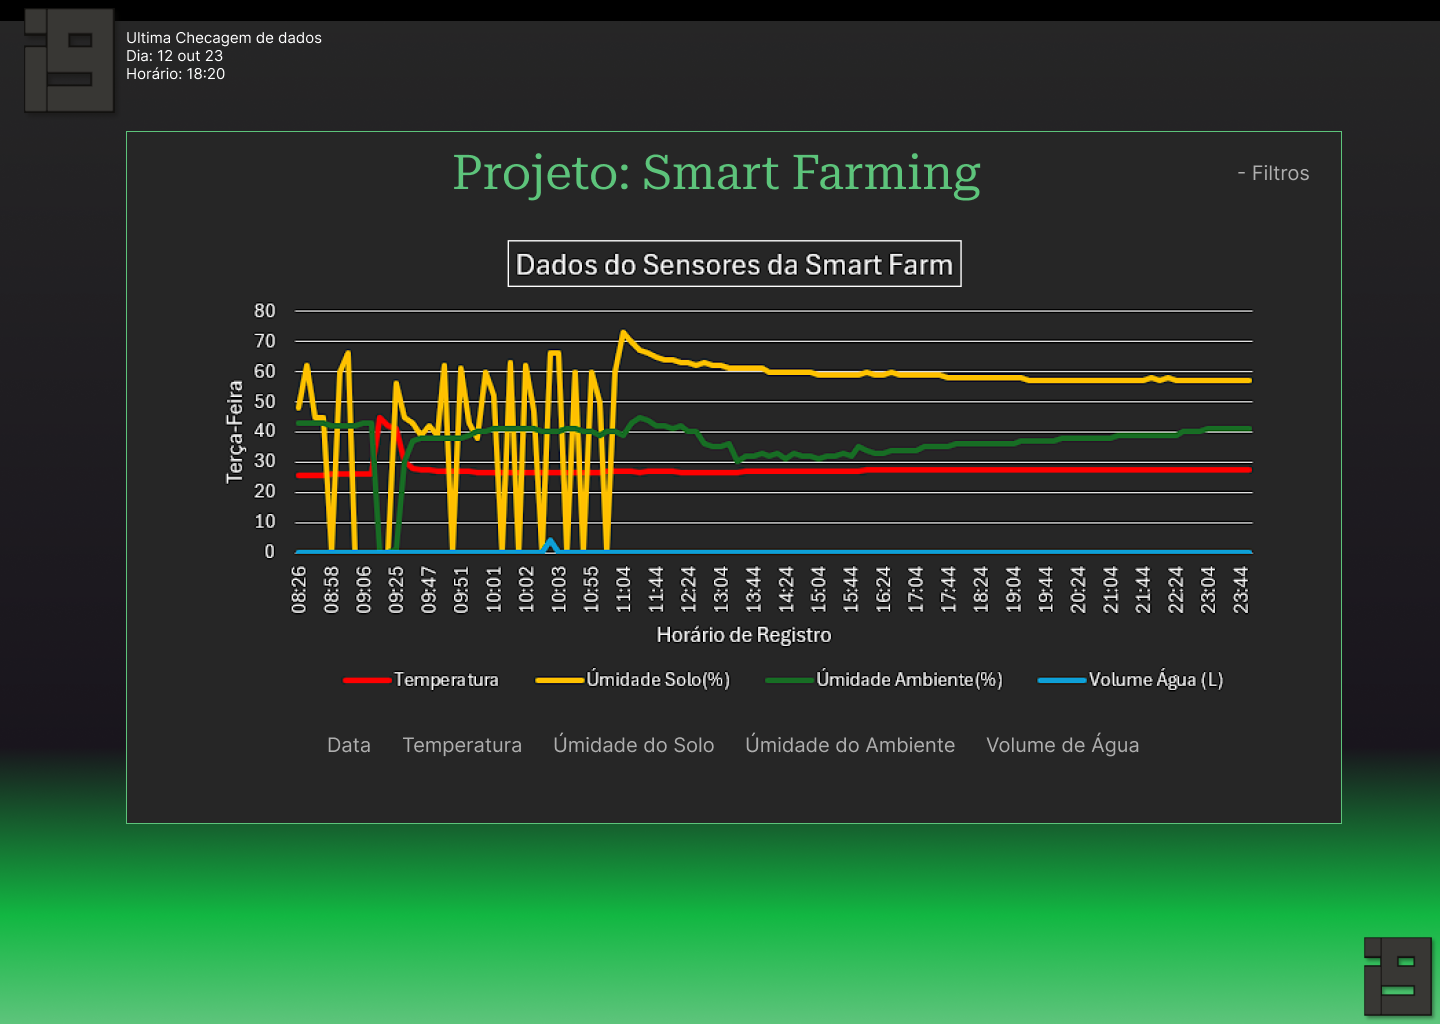 i9
Ultima Checagem de dados
Dia: 12 out 23
Horário: 18:20
Projeto: Smart Farming
- Filtros
Dados do Sensores da Smart Farm
80
70
60
50
40
30
20
10
0
Terça-Feira
08:26 08:58 09:06 09:25 09:47 09:51 10:01 10:02 10:03 10:55 11:04 11:44 12:24 13:04 13:44 14:24 15:04 15:44 16:24 17:04 17:44 18:24 19:04 19:44 20:24 21:04 21:44 22:24 23:04 23:44
Horário de Registro
Temperatura Úmidade Solo(%) Úmidade Ambiente(%) Volume Água (L)
Data Temperatura Úmidade do Solo Úmidade do Ambiente Volume de Água
i9